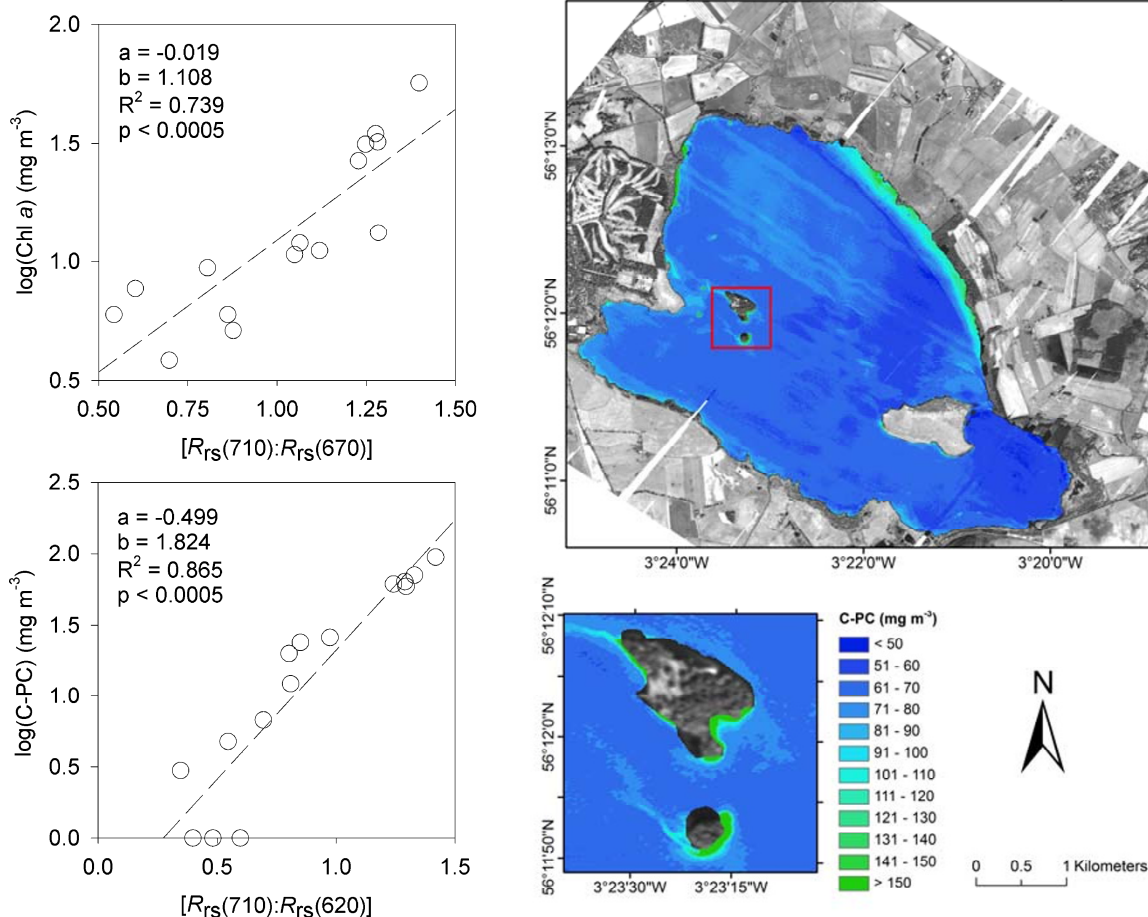 2.0
1.5
1.0
0.5
log(Chl a) (mg m-3)
a = -0.019
b = 1.108
R2 = 0.739
p < 0.0005
0.50 0.75 1.00 1.25 1.50
[Rrs(710):Rrs(670)]
2.5
2.0
1.5
1.0
0.5
0.0
log(C-PC) (mg m-3)
a = -0.499
b = 1.824
R2 = 0.865
p < 0.0005
0.0 0.5 1.0 1.5
[Rrs(710):Rrs(620)]
56°13'0"N
56°12'0"N
56°11'0"N
3°24'0"W 3°22'0"W 3°20'0"W
56°12'10"N
56°12'0"N
56°11'50"N
3°23'30"W 3°23'15"W
C-PC (mg m-3)
< 50
51 - 60
61 - 70
71 - 80
81 - 90
91 - 100
101 - 110
111 - 120
121 - 130
131 - 140
141 - 150
> 150
N
0 0.5 1 Kilometers